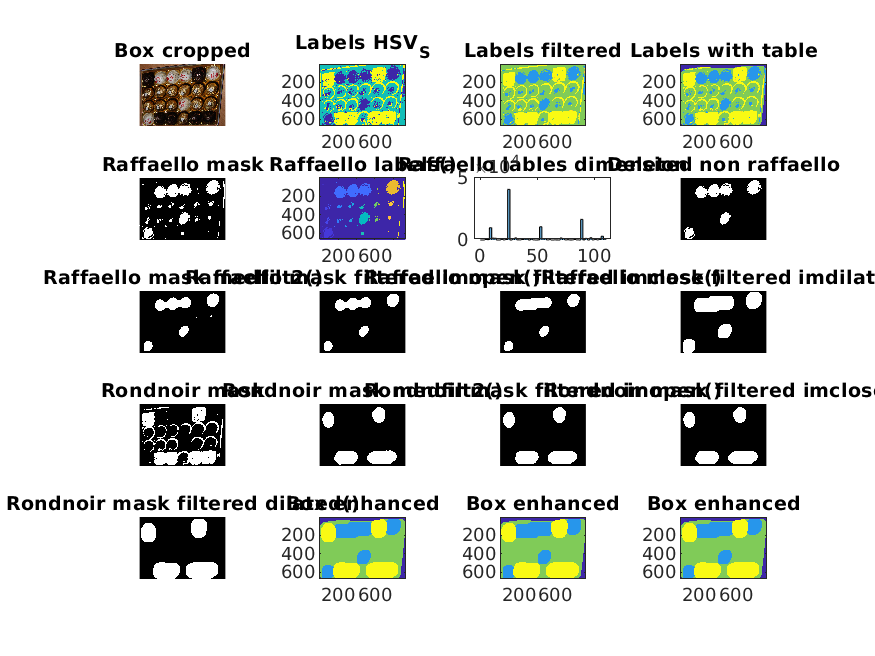 Box cropped
Labels HSV_S
Labels filtered
Labels with table
200
400
600
200 600
200
400
600
200 600
200
400
600
200 600
Raffaello mask
Raffaello labels()
Raffaello lables dimension
Deleted non raffaello
200
400
600
200 600
5
×10^4
0
0 50 100
Raffaello mask medfilt2()
Raffaello mask filtered imopen()
Raffaello mask filtered imclose()
Raffaello mask filtered imdilat
Rondnoir mask
Rondnoir mask medfilt2()
Rondnoir mask filtered imopen()
Rondnoir mask filtered imclose
Rondnoir mask filtered dilated()
Box enhanced
Box enhanced
Box enhanced
200
400
600
200 600
200
400
600
200 600
200
400
600
200 600